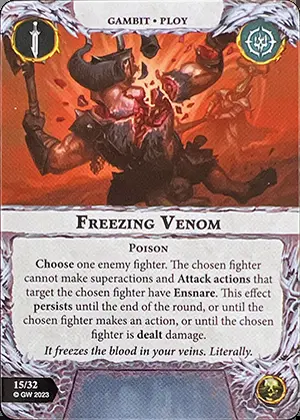 GAMBIT • PLOY
FREEZING VENOM
POISON
Choose one enemy fighter. The chosen fighter
cannot make superactions and Attack actions that
target the chosen fighter have Ensnare. This effect
persists until the end of the round, or until the
chosen fighter makes an action, or until the chosen
fighter is dealt damage.
It freezes the blood in your veins. Literally.
15/32
© GW 2023